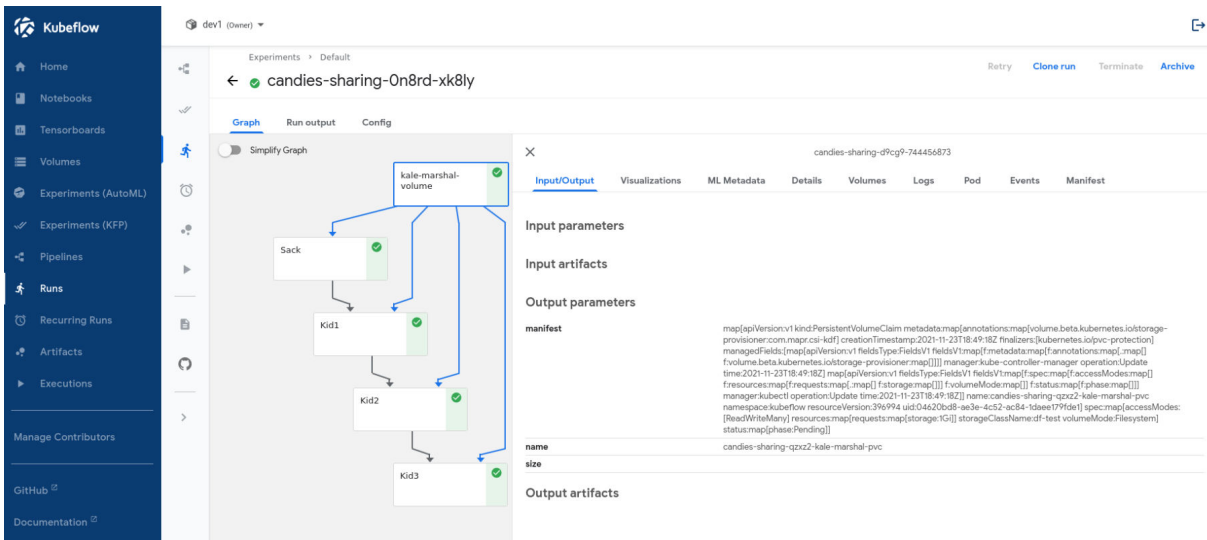 Kubeflow
Home
Notebooks
Tensorboards
Volumes
Experiments (AutoML)
Experiments (KFP)
Pipelines
Runs
Recurring Runs
Artifacts
Executions
Manage Contributors
GitHub
Documentation
dev1 (Owner)
Experiments > Default
candies-sharing-0n8rd-xk8ly
Retry Clone run Terminate Archive
Graph Run output Config
Simplify Graph
kale-marshal-
volume
Sack
Kid1
Kid2
Kid3
candies-sharing-d9cg9-744456873
Input/Output Visualizations ML Metadata Details Volumes Logs Pod Events Manifest
Input parameters
Input artifacts
Output parameters
manifest
map[apiVersion:v1 kind:PersistentVolumeClaim metadata:map[annotations:map[volume.beta.kubernetes.io/storage-
provisioner:com.mapr.csi-kdf] creationTimestamp:2021-11-23T18:49:18Z finalizers:[kubernetes.io/pvc-protection]
managedFields:[map[apiVersion:v1 fieldsType:FieldsV1 fieldsV1:map[f:metadata:map[f:annotations:map[.:map[]
f:volume.beta.kubernetes.io/storage-provisioner:map[]]]] manager:kube-controller-manager operation:Update
time:2021-11-23T18:49:18Z] map[apiVersion:v1 fieldsType:FieldsV1 fieldsV1:map[f:spec:map[f:accessModes:map[]
f:resources:map[f:requests:map[.:map[] f:storage:map[]]] f:volumeMode:map[]] f:status:map[f:phase:map[]]]
manager:kubectl operation:Update time:2021-11-23T18:49:18Z]] name:candies-sharing-qzxz2-kale-marshal-pvc
namespace:kubeflow resourceVersion:396994 uid:04620bd8-ae3e-4c52-ac84-1daee179fde1] spec:map[accessModes:
[ReadWriteMany] resources:map[requests:map[storage:1Gi]] storageClassName:df-test volumeMode:Filesystem]
status:map[phase:Pending]]
name candies-sharing-qzxz2-kale-marshal-pvc
size
Output artifacts